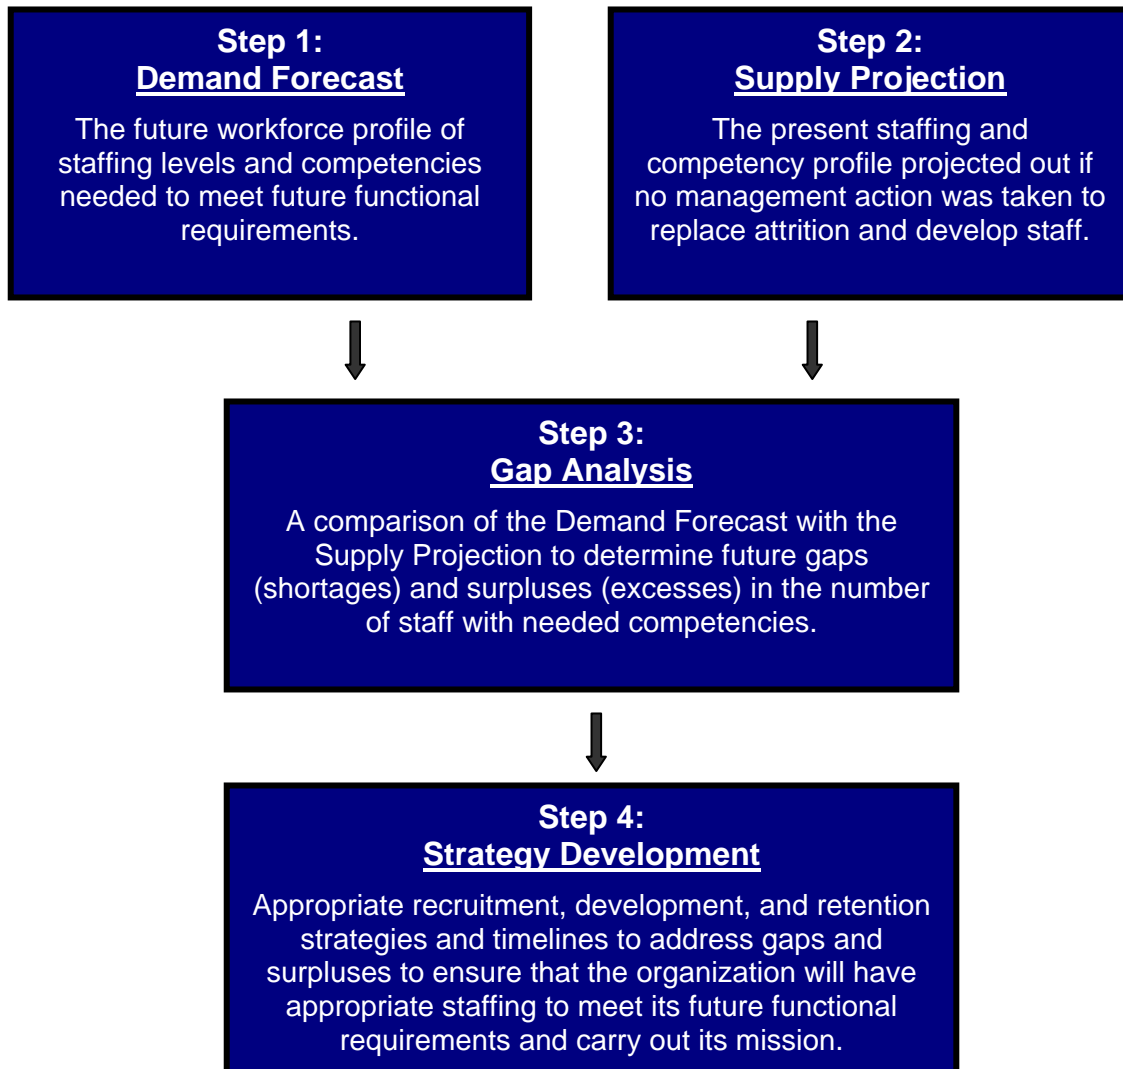 Step 1:
Demand Forecast
The future workforce profile of
staffing levels and competencies
needed to meet future functional
requirements.
Step 2:
Supply Projection
The present staffing and
competency profile projected out if
no management action was taken to
replace attrition and develop staff.
Step 3:
Gap Analysis
A comparison of the Demand Forecast with the
Supply Projection to determine future gaps
(shortages) and surpluses (excesses) in the number
of staff with needed competencies.
Step 4:
Strategy Development
Appropriate recruitment, development, and retention
strategies and timelines to address gaps and
surpluses to ensure that the organization will have
appropriate staffing to meet its future functional
requirements and carry out its mission.